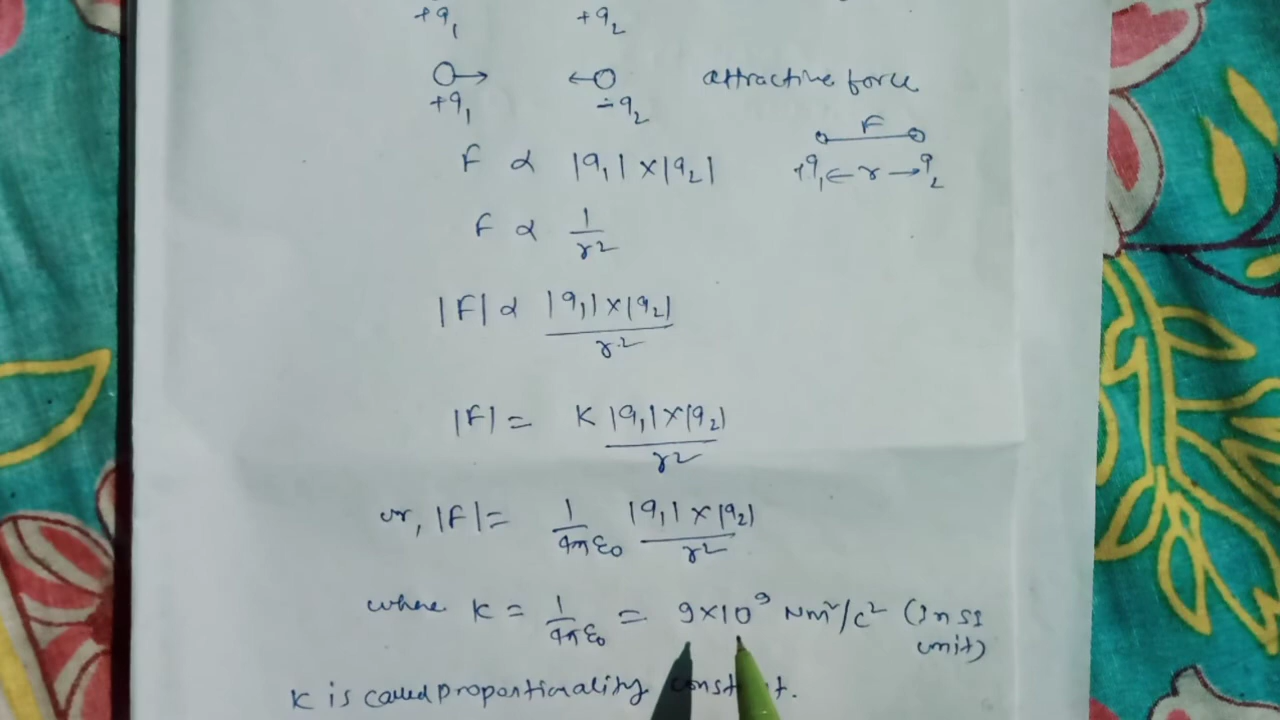 +q₁ +q₂
attractive force
+q₁ -q₂
F
F ∝ |q₁| × |q₂| +q₁ ← r → q₂
F ∝ 1/r²
|F| ∝ |q₁| × |q₂| / r²
|F| = K |q₁| × |q₂| / r²
or, |F| = 1/4πε₀ |q₁| × |q₂| / r²
where K = 1/4πε₀ = 9×10⁹ Nm²/c² (In SI
unit)
K is called proportionality